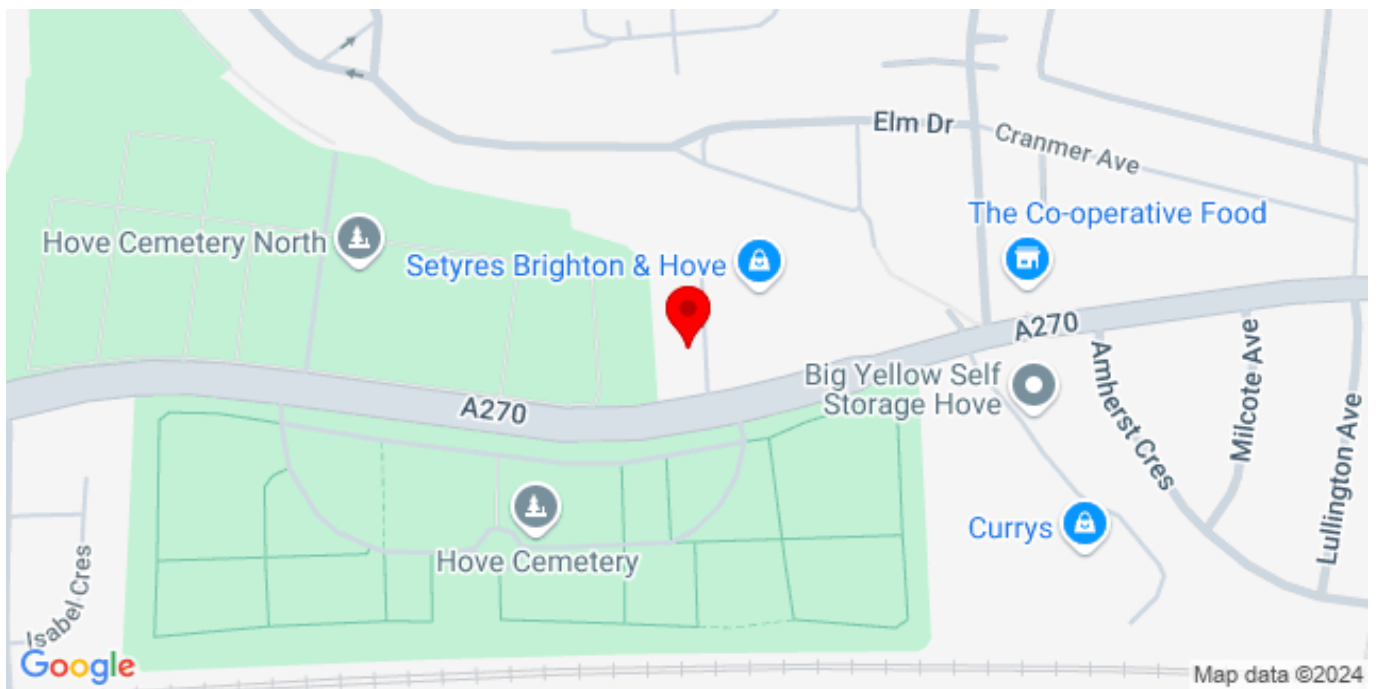 Elm Dr
Cranmer Ave
The Co-operative Food
Hove Cemetery North
Setyres Brighton & Hove
A270
Big Yellow Self
Storage Hove
A270
Amherst Cres
Milcote Ave
Lullington Ave
Hove Cemetery
Currys
Isabel Cres
Google
Map data ©2024